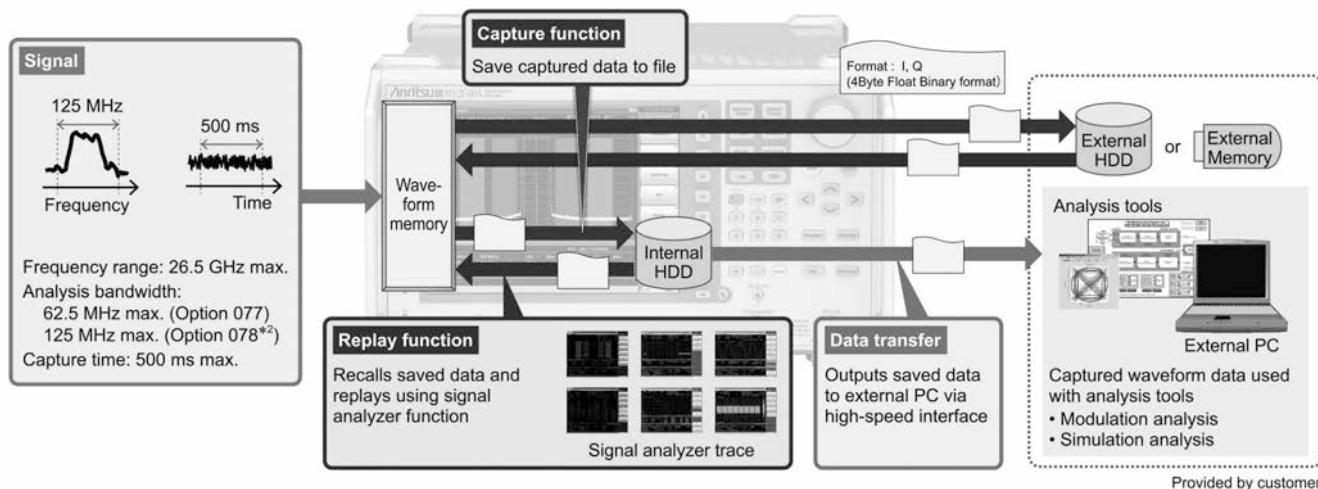 Signal
125 MHz
500 ms
Frequency
Time
Frequency range: 26.5 GHz max.
Analysis bandwidth:
62.5 MHz max. (Option 077)
125 MHz max. (Option 078*2)
Capture time: 500 ms max.
Capture function
Save captured data to file
Format : I, Q
(4Byte Float Binary format)
Anritsu
Wave-
form
memory
Internal
HDD
External
HDD
or
External
Memory
Replay function
Recalls saved data and
replays using signal
analyzer function
Signal analyzer trace
Data transfer
Outputs saved data
to external PC via
high-speed interface
Analysis tools
External PC
Captured waveform data used
with analysis tools
• Modulation analysis
• Simulation analysis
Provided by customer